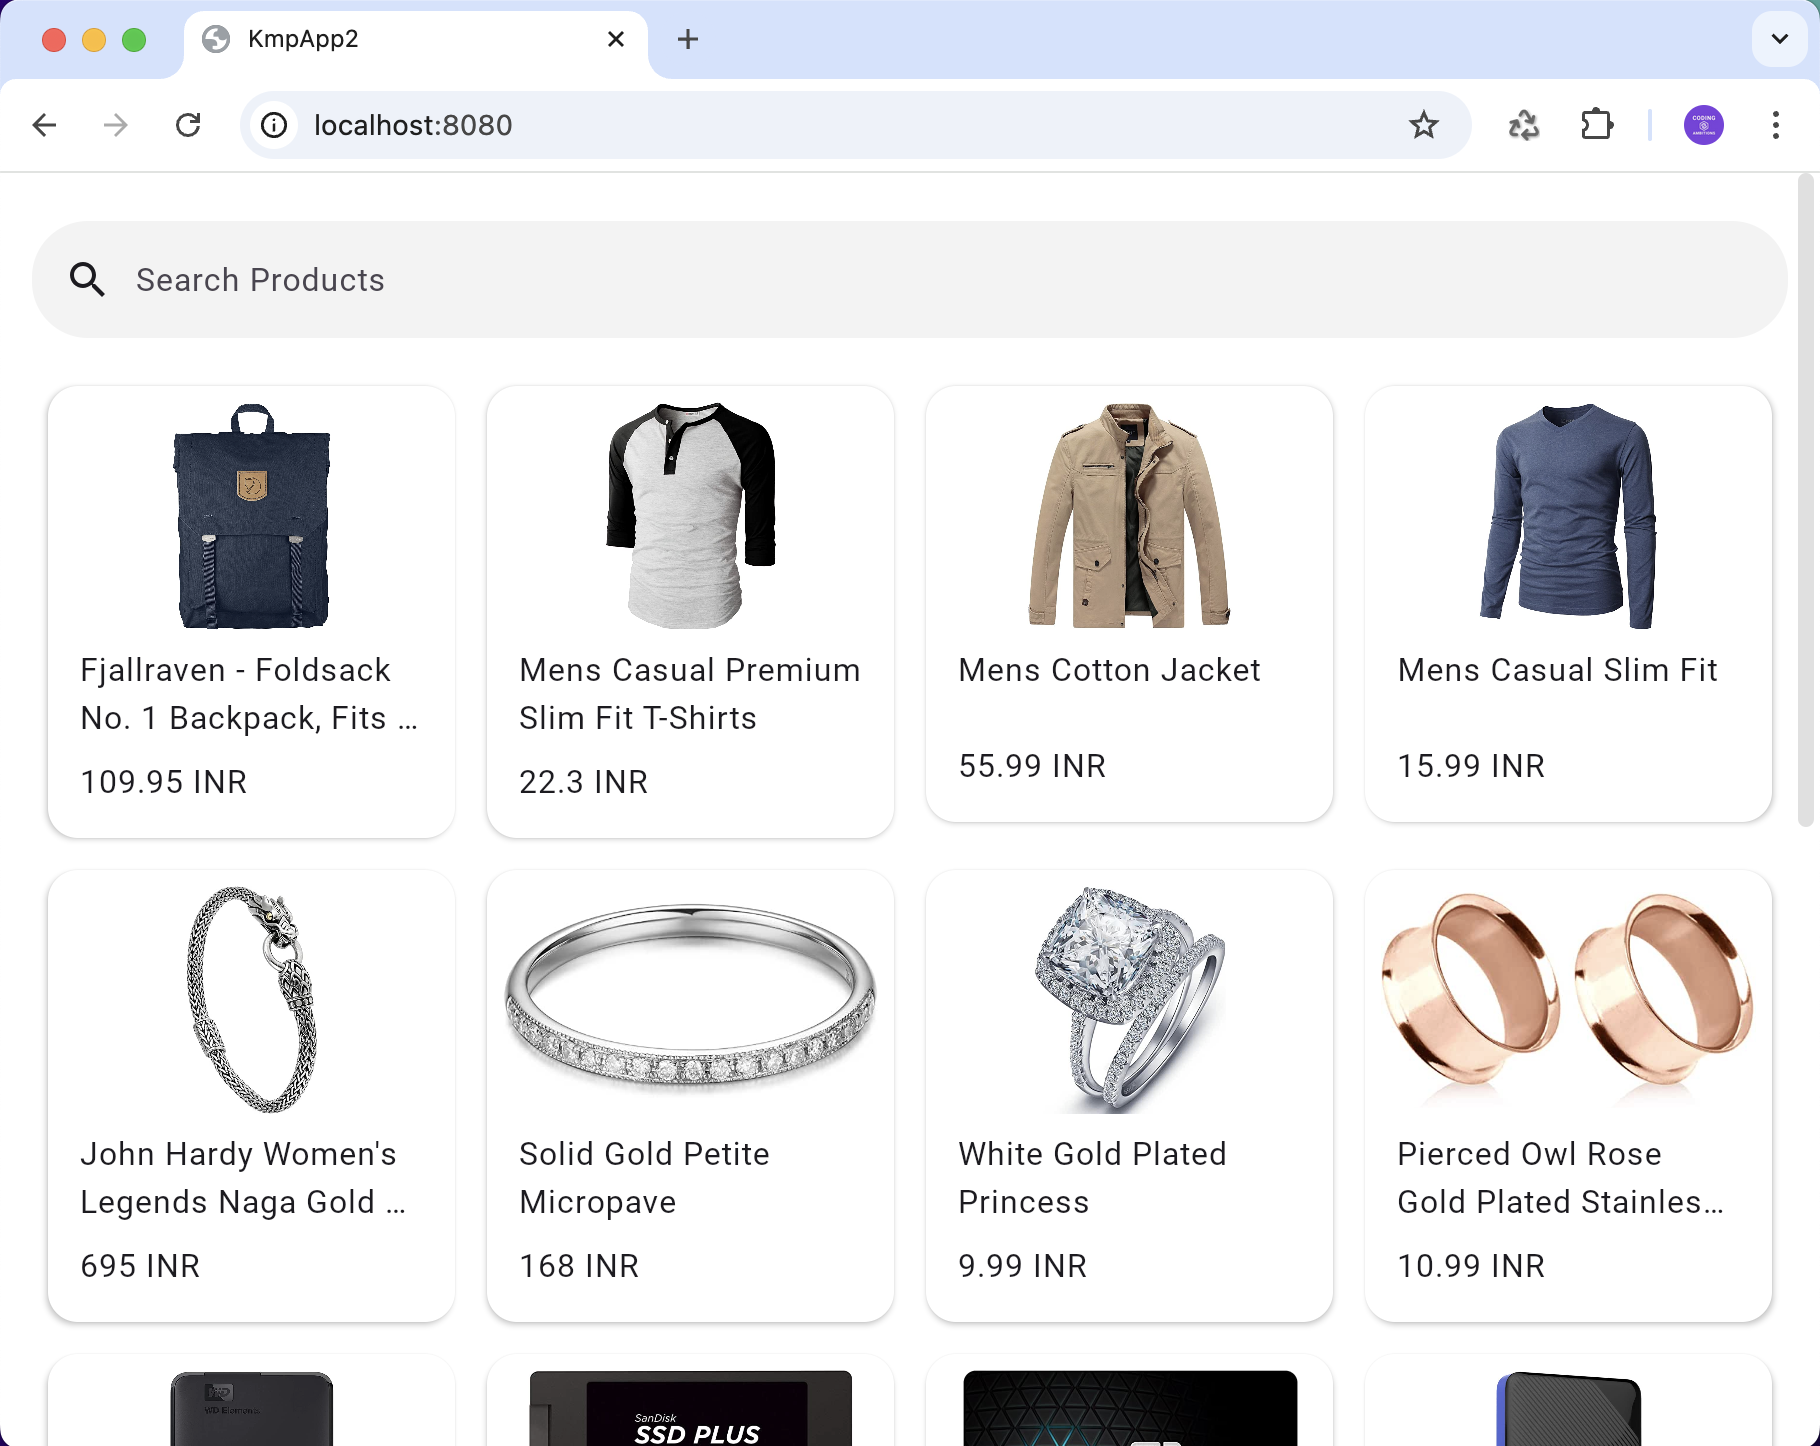 KmpApp2
localhost:8080
CODING
Search Products
Fjallraven - Foldsack
No. 1 Backpack, Fits ...
109.95 INR
Mens Casual Premium
Slim Fit T-Shirts
22.3 INR
Mens Cotton Jacket
55.99 INR
Mens Casual Slim Fit
15.99 INR
John Hardy Women's
Legends Naga Gold ...
695 INR
Solid Gold Petite
Micropave
168 INR
White Gold Plated
Princess
9.99 INR
Pierced Owl Rose
Gold Plated Stainles...
10.99 INR
WD
WD Elements
SanDisk
SSD PLUS